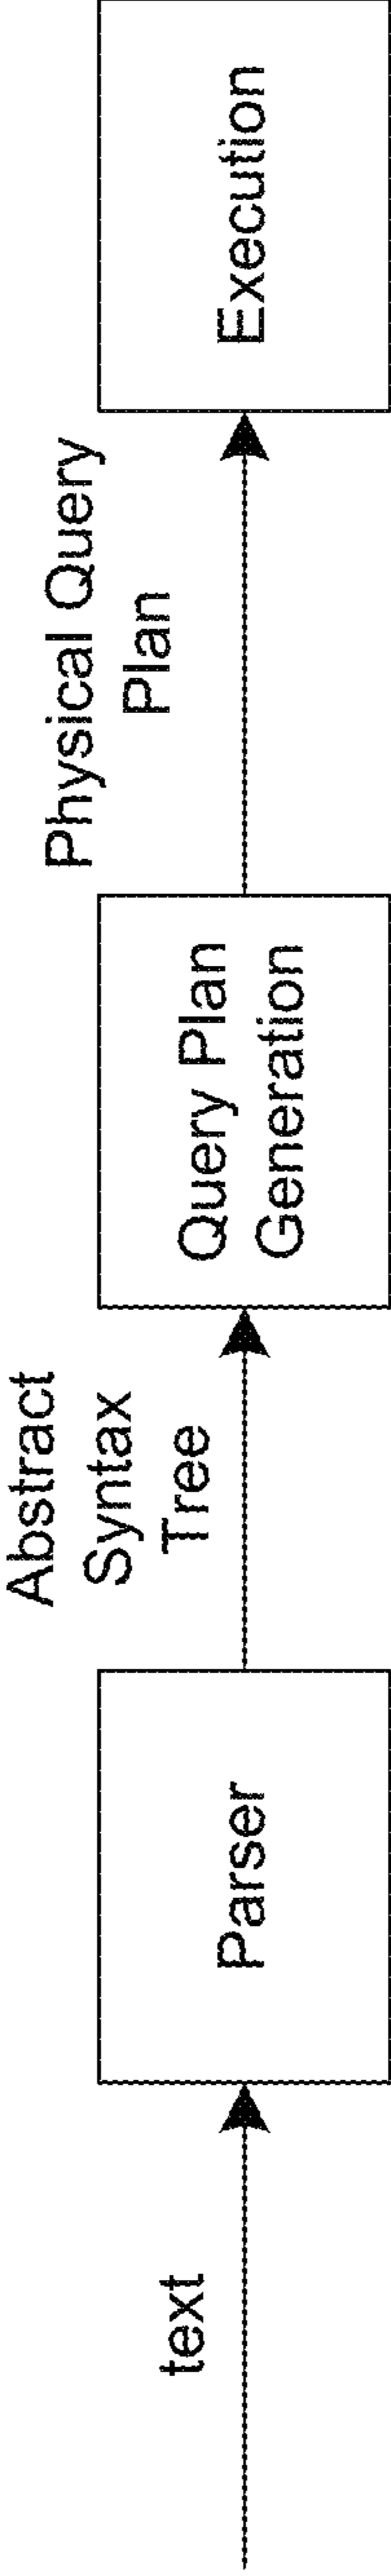 text
Parser
Abstract
Syntax
Tree
Query Plan
Generation
Physical Query
Plan
Execution